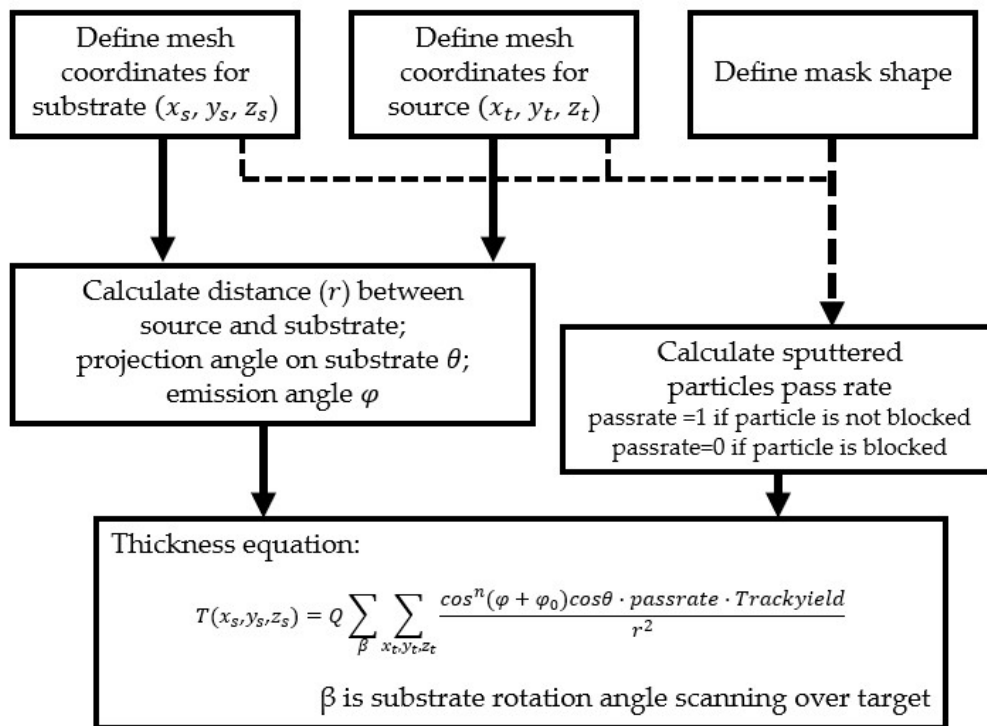 Define mesh
coordinates for
substrate (𝑥ₛ, 𝑦ₛ, 𝑧ₛ)
Define mesh
coordinates for
source (𝑥ₜ, 𝑦ₜ, 𝑧ₜ)
Define mask shape
Calculate distance (𝑟) between
source and substrate;
projection angle on substrate 𝜃;
emission angle 𝜑
Calculate sputtered
particles pass rate
passrate =1 if particle is not blocked
passrate=0 if particle is blocked
Thickness equation:
T(xₛ,yₛ,zₛ) = Q ∑_β ∑_{xₜ,yₜ,zₜ} cosⁿ(φ + φ₀)cosθ · passrate · Trackyield / r²
β is substrate rotation angle scanning over target